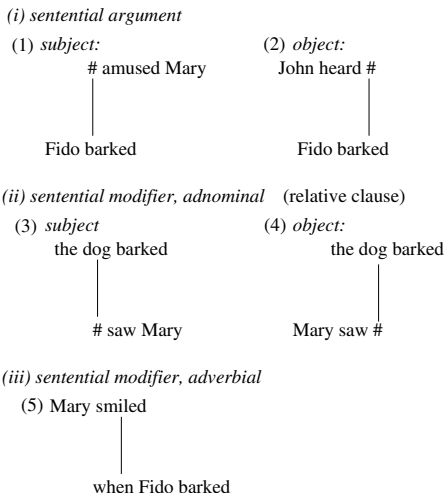 (i) sentential argument
(1) subject: (2) object:
# amused Mary John heard #
Fido barked Fido barked
(ii) sentential modifier, adnominal (relative clause)
(3) subject (4) object:
the dog barked the dog barked
# saw Mary Mary saw #
(iii) sentential modifier, adverbial
(5) Mary smiled
when Fido barked